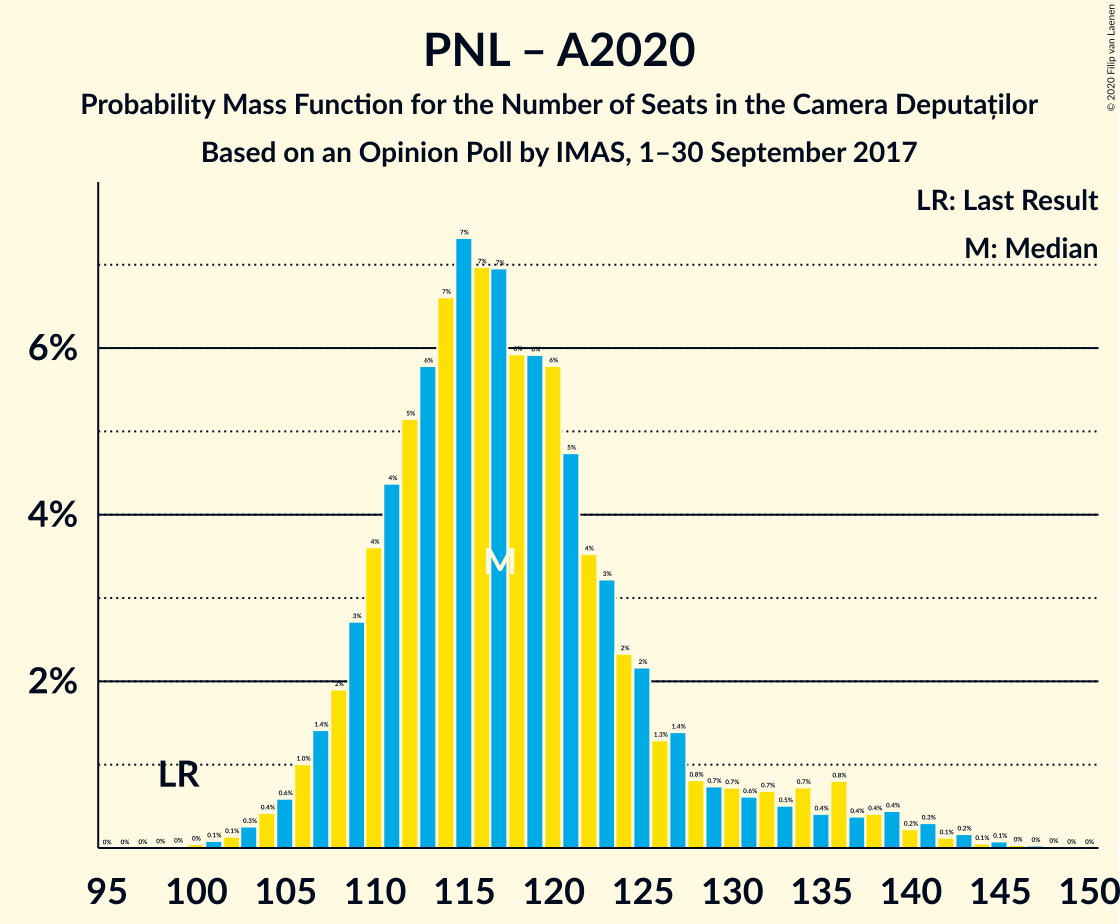 PNL – A2020
Probability Mass Function for the Number of Seats in the Camera Deputaților
Based on an Opinion Poll by IMAS, 1–30 September 2017
© 2020 Filip van Laenen
LR: Last Result
M: Median
6%
4%
2%
LR
M
0% 0% 0% 0% 0% 0% 0.1% 0.1% 0.3% 0.4% 0.6% 1.0% 1.4% 2% 3% 4% 4% 5% 6% 7% 7% 7% 7% 6% 6% 6% 5% 4% 3% 2% 2% 1.3% 1.4% 0.8% 0.7% 0.7% 0.6% 0.7% 0.5% 0.7% 0.4% 0.8% 0.4% 0.4% 0.4% 0.2% 0.3% 0.1% 0.2% 0.1% 0.1% 0% 0% 0% 0% 0%
95 100 105 110 115 120 125 130 135 140 145 150